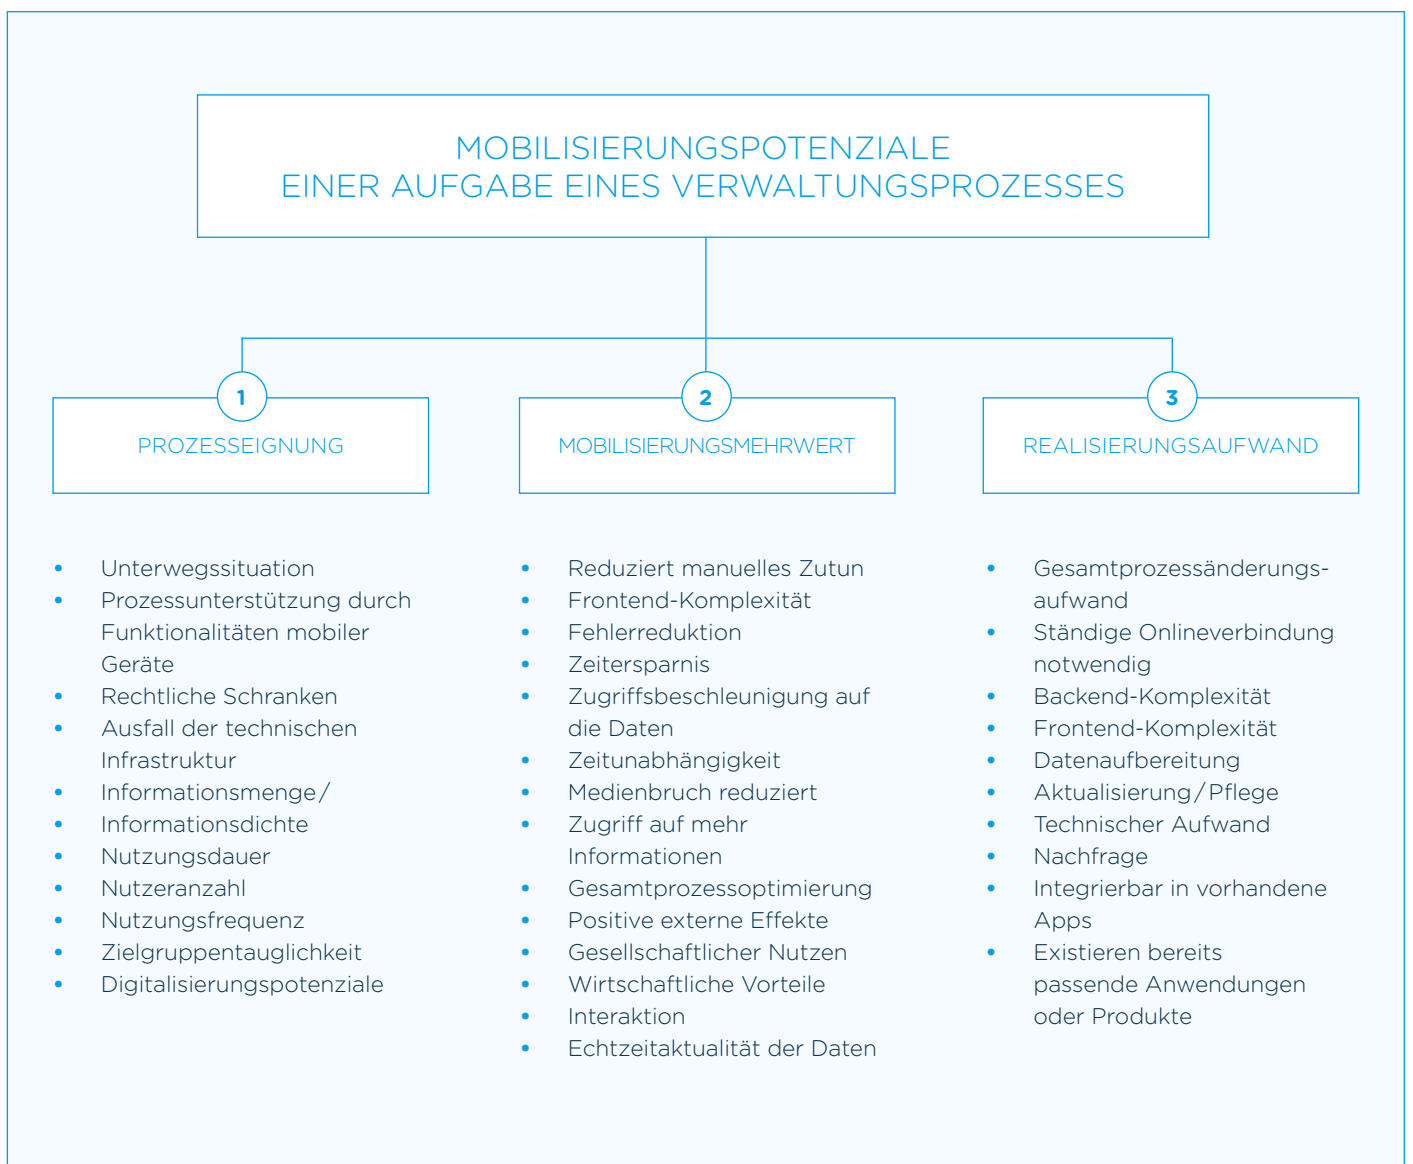 MOBILISIERUNGSPOTENZIALE
EINER AUFGABE EINES VERWALTUNGSPROZESSES
1
PROZESSEIGNUNG
• Unterwegssituation
• Prozessunterstützung durch
Funktionalitäten mobiler
Geräte
• Rechtliche Schranken
• Ausfall der technischen
Infrastruktur
• Informationsmenge/
• Informationsdichte
• Nutzungsdauer
• Nutzeranzahl
• Nutzungsfrequenz
• Zielgruppentauglichkeit
• Digitalisierungspotenziale
2
MOBILISIERUNGSMEHRWERT
• Reduziert manuelles Zutun
• Frontend-Komplexität
• Fehlerreduktion
• Zeitersparnis
• Zugriffsbeschleunigung auf
die Daten
• Zeitunabhängigkeit
• Medienbruch reduziert
• Zugriff auf mehr
Informationen
• Gesamtprozessoptimierung
• Positive externe Effekte
• Gesellschaftlicher Nutzen
• Wirtschaftliche Vorteile
• Interaktion
• Echtzeitaktualität der Daten
3
REALISIERUNGSAUFWAND
• Gesamtprozessänderungs-
aufwand
• Ständige Onlineverbindung
notwendig
• Backend-Komplexität
• Frontend-Komplexität
• Datenaufbereitung
• Aktualisierung/Pflege
• Technischer Aufwand
• Nachfrage
• Integrierbar in vorhandene
Apps
• Existieren bereits
passende Anwendungen
oder Produkte